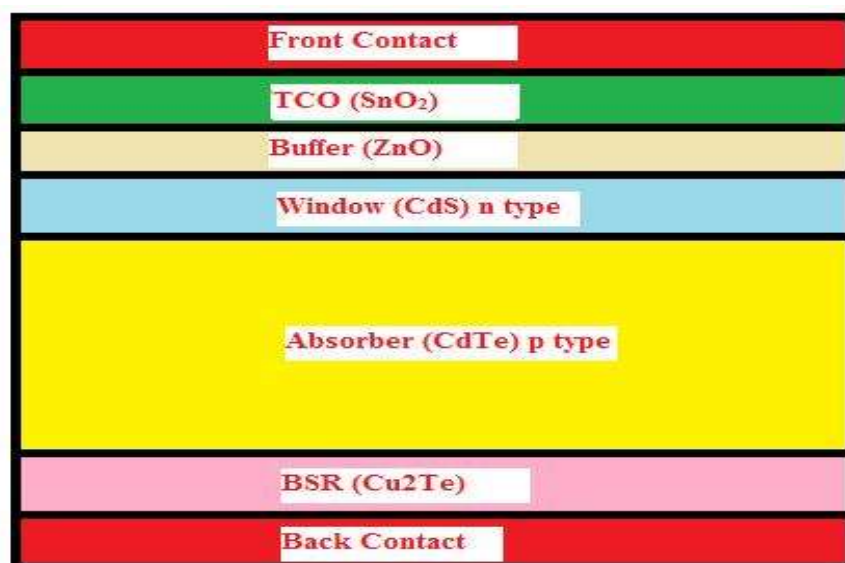 Front Contact
TCO (SnO₂)
Buffer (ZnO)
Window (CdS) n type
Absorber (CdTe) p type
BSR (Cu2Te)
Back Contact